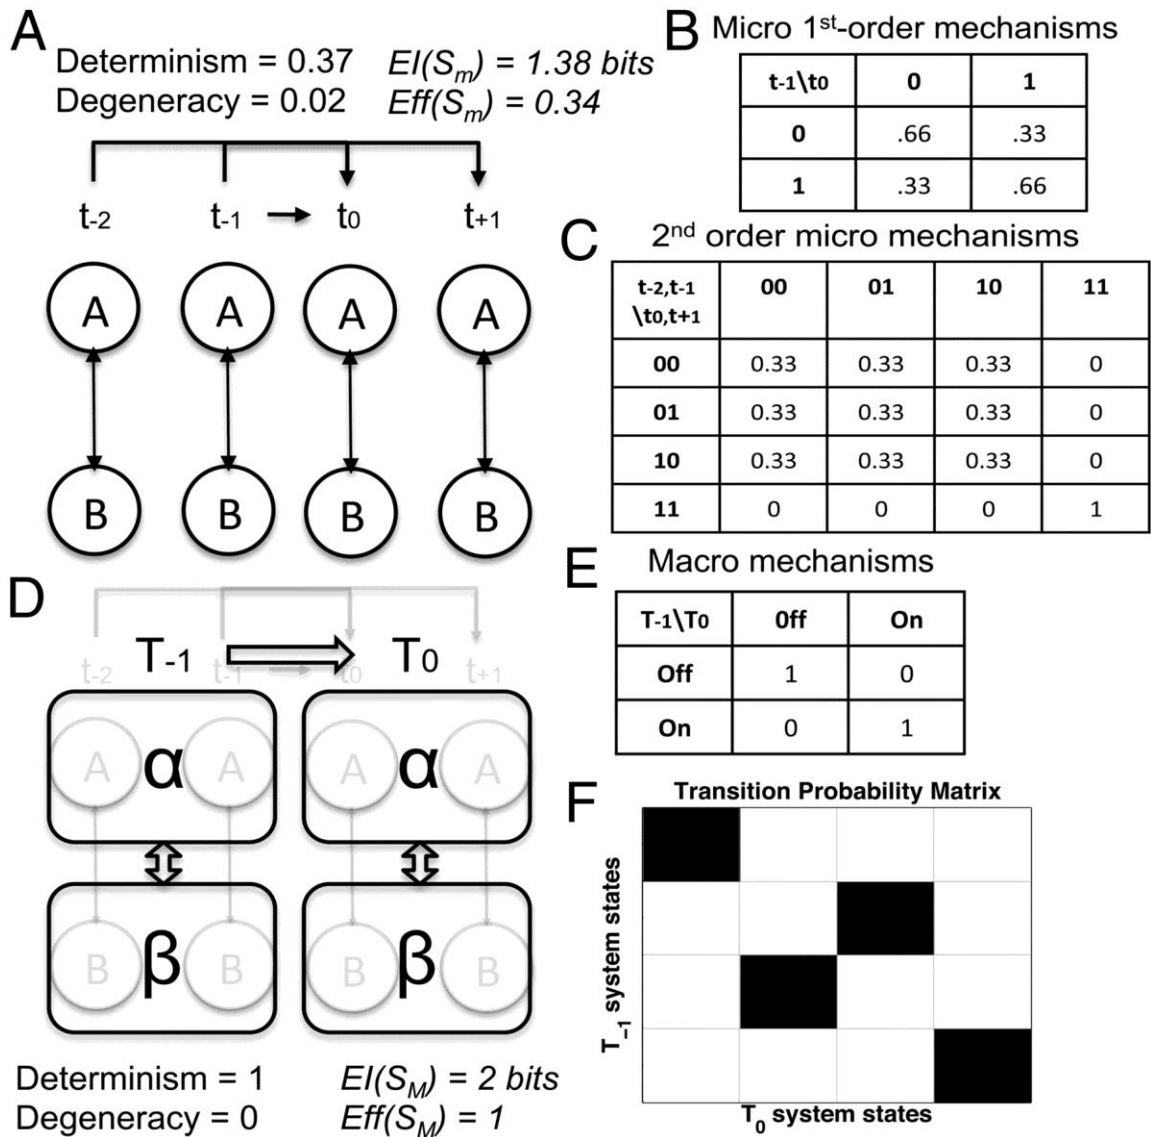 A
Determinism = 0.37 EI(Sm) = 1.38 bits
Degeneracy = 0.02 Eff(Sm) = 0.34
t-2 t-1 t0 t+1
A A A A
B B B B
B Micro 1st-order mechanisms
t-1\t0 0 1
0 .66 .33
1 .33 .66
C 2nd order micro mechanisms
t-2,t-1 00 01 10 11
\t0,t+1
00 0.33 0.33 0.33 0
01 0.33 0.33 0.33 0
10 0.33 0.33 0.33 0
11 0 0 0 1
D
T-1 T0
t-2 t-1 t0 t+1
A α A A α A
B β B B β B
Determinism = 1 EI(SM) = 2 bits
Degeneracy = 0 Eff(SM) = 1
E Macro mechanisms
T-1\T0 0ff On
Off 1 0
On 0 1
F Transition Probability Matrix
T-1 system states
T0 system states